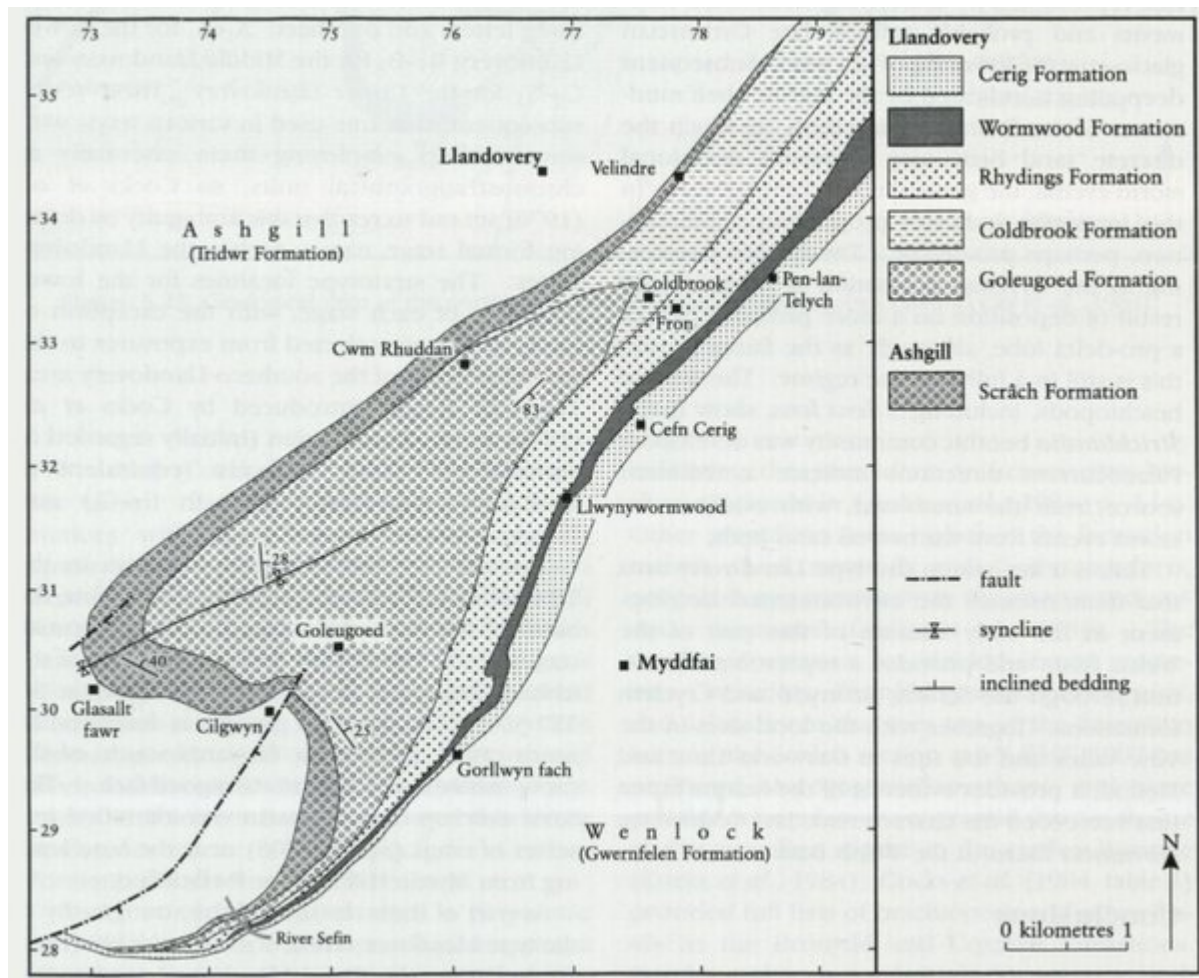 73 74 75 76 77 78 79
35
34
33
32
31
30
29
28
Llandovery
Velindre
Ashgill
(Tridwr Formation)
Coldbrook
Pen-lan-
Telych
Fron
Cwm Rhuddan
83
Cefn Cerig
Llwynywormwood
28
Goleugoed
Myddfai
40
Glasallt
fawr
Cilgwyn
25
Gorllwyn fach
Wenlock
(Gwernfelen Formation)
River Sefin
Llandovery
Cerig Formation
Wormwood Formation
Rhydings Formation
Coldbrook Formation
Goleugoed Formation
Ashgill
Scrâch Formation
fault
syncline
inclined bedding
N
0 kilometres 1